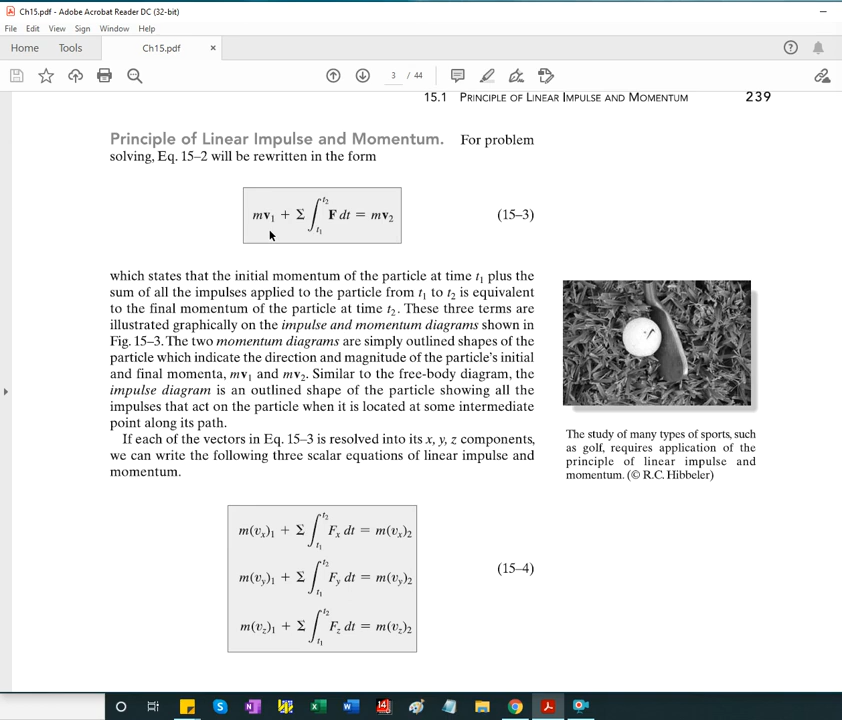 Ch15.pdf - Adobe Acrobat Reader DC (32-bit)
File Edit View Sign Window Help
Home Tools Ch15.pdf ×
3 / 44
15.1 PRINCIPLE OF LINEAR IMPULSE AND MOMENTUM 239
Principle of Linear Impulse and Momentum. For problem
solving, Eq. 15–2 will be rewritten in the form
mv₁ + Σ ∫_{t₁}^{t₂} F dt = mv₂ (15–3)
which states that the initial momentum of the particle at time t₁ plus the
sum of all the impulses applied to the particle from t₁ to t₂ is equivalent
to the final momentum of the particle at time t₂. These three terms are
illustrated graphically on the impulse and momentum diagrams shown in
Fig. 15–3. The two momentum diagrams are simply outlined shapes of the
particle which indicate the direction and magnitude of the particle's initial
and final momenta, mv₁ and mv₂. Similar to the free-body diagram, the
impulse diagram is an outlined shape of the particle showing all the
impulses that act on the particle when it is located at some intermediate
point along its path.
If each of the vectors in Eq. 15–3 is resolved into its x, y, z components,
we can write the following three scalar equations of linear impulse and
momentum.
The study of many types of sports, such
as golf, requires application of the
principle of linear impulse and
momentum. (© R.C. Hibbeler)
m(vₓ)₁ + Σ ∫_{t₁}^{t₂} Fₓ dt = m(vₓ)₂
m(v_y)₁ + Σ ∫_{t₁}^{t₂} F_y dt = m(v_y)₂ (15–4)
m(v_z)₁ + Σ ∫_{t₁}^{t₂} F_z dt = m(v_z)₂